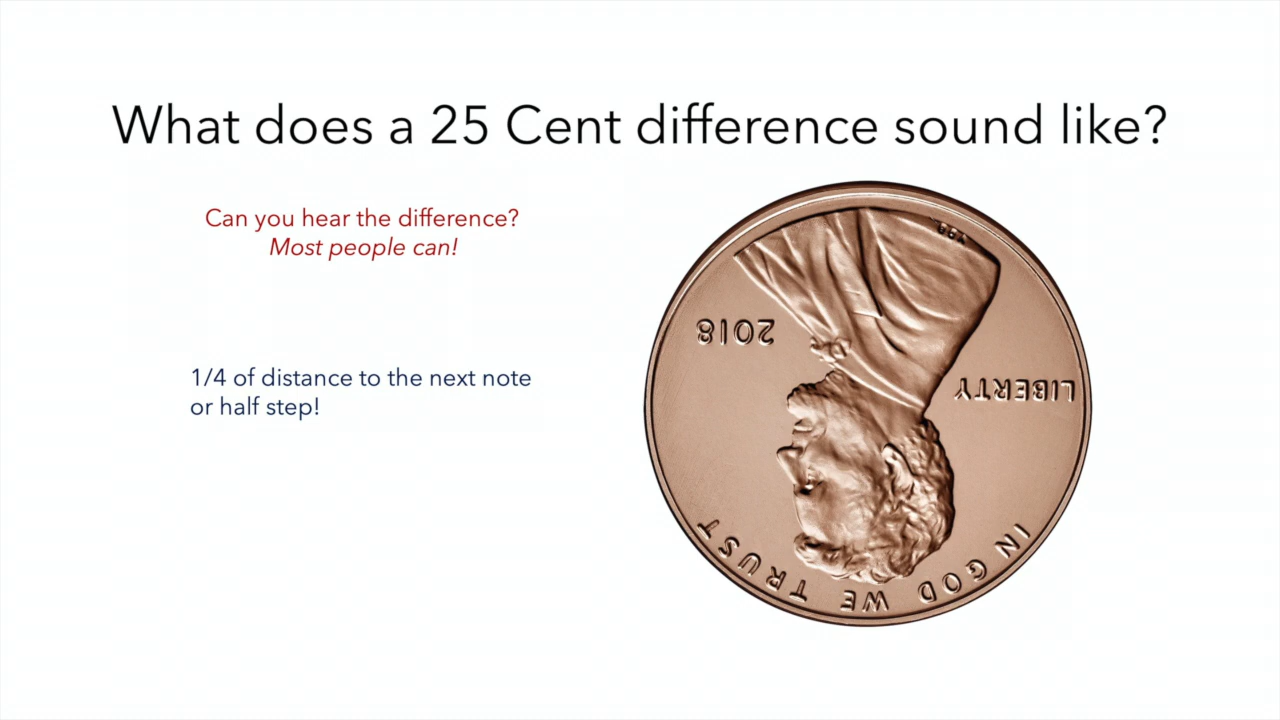 What does a 25 Cent difference sound like?
Can you hear the difference?
Most people can!
1/4 of distance to the next note
or half step!
2018
LIBERTY
IN GOD WE TRUST